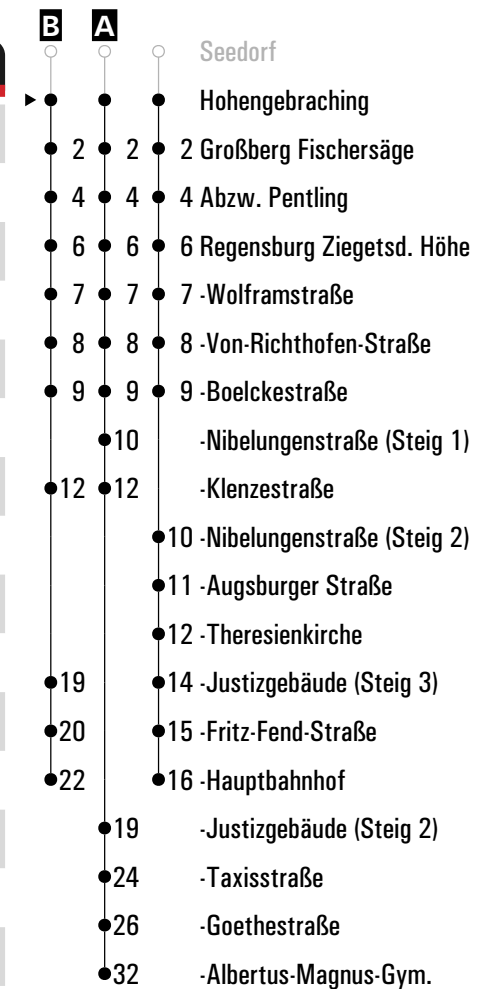 B A
Seedorf
Hohengebraching
2 2 2 Großberg Fischersäge
4 4 4 Abzw. Pentling
6 6 6 Regensburg Ziegetsd. Höhe
7 7 7 -Wolframstraße
8 8 8 -Von-Richthofen-Straße
9 9 9 -Boelckestraße
10 -Nibelungenstraße (Steig 1)
12 12 -Klenzestraße
10 -Nibelungenstraße (Steig 2)
11 -Augsburger Straße
12 -Theresienkirche
19 14 -Justizgebäude (Steig 3)
20 15 -Fritz-Fend-Straße
22 16 -Hauptbahnhof
19 -Justizgebäude (Steig 2)
24 -Taxisstraße
26 -Goethestraße
32 -Albertus-Magnus-Gym.